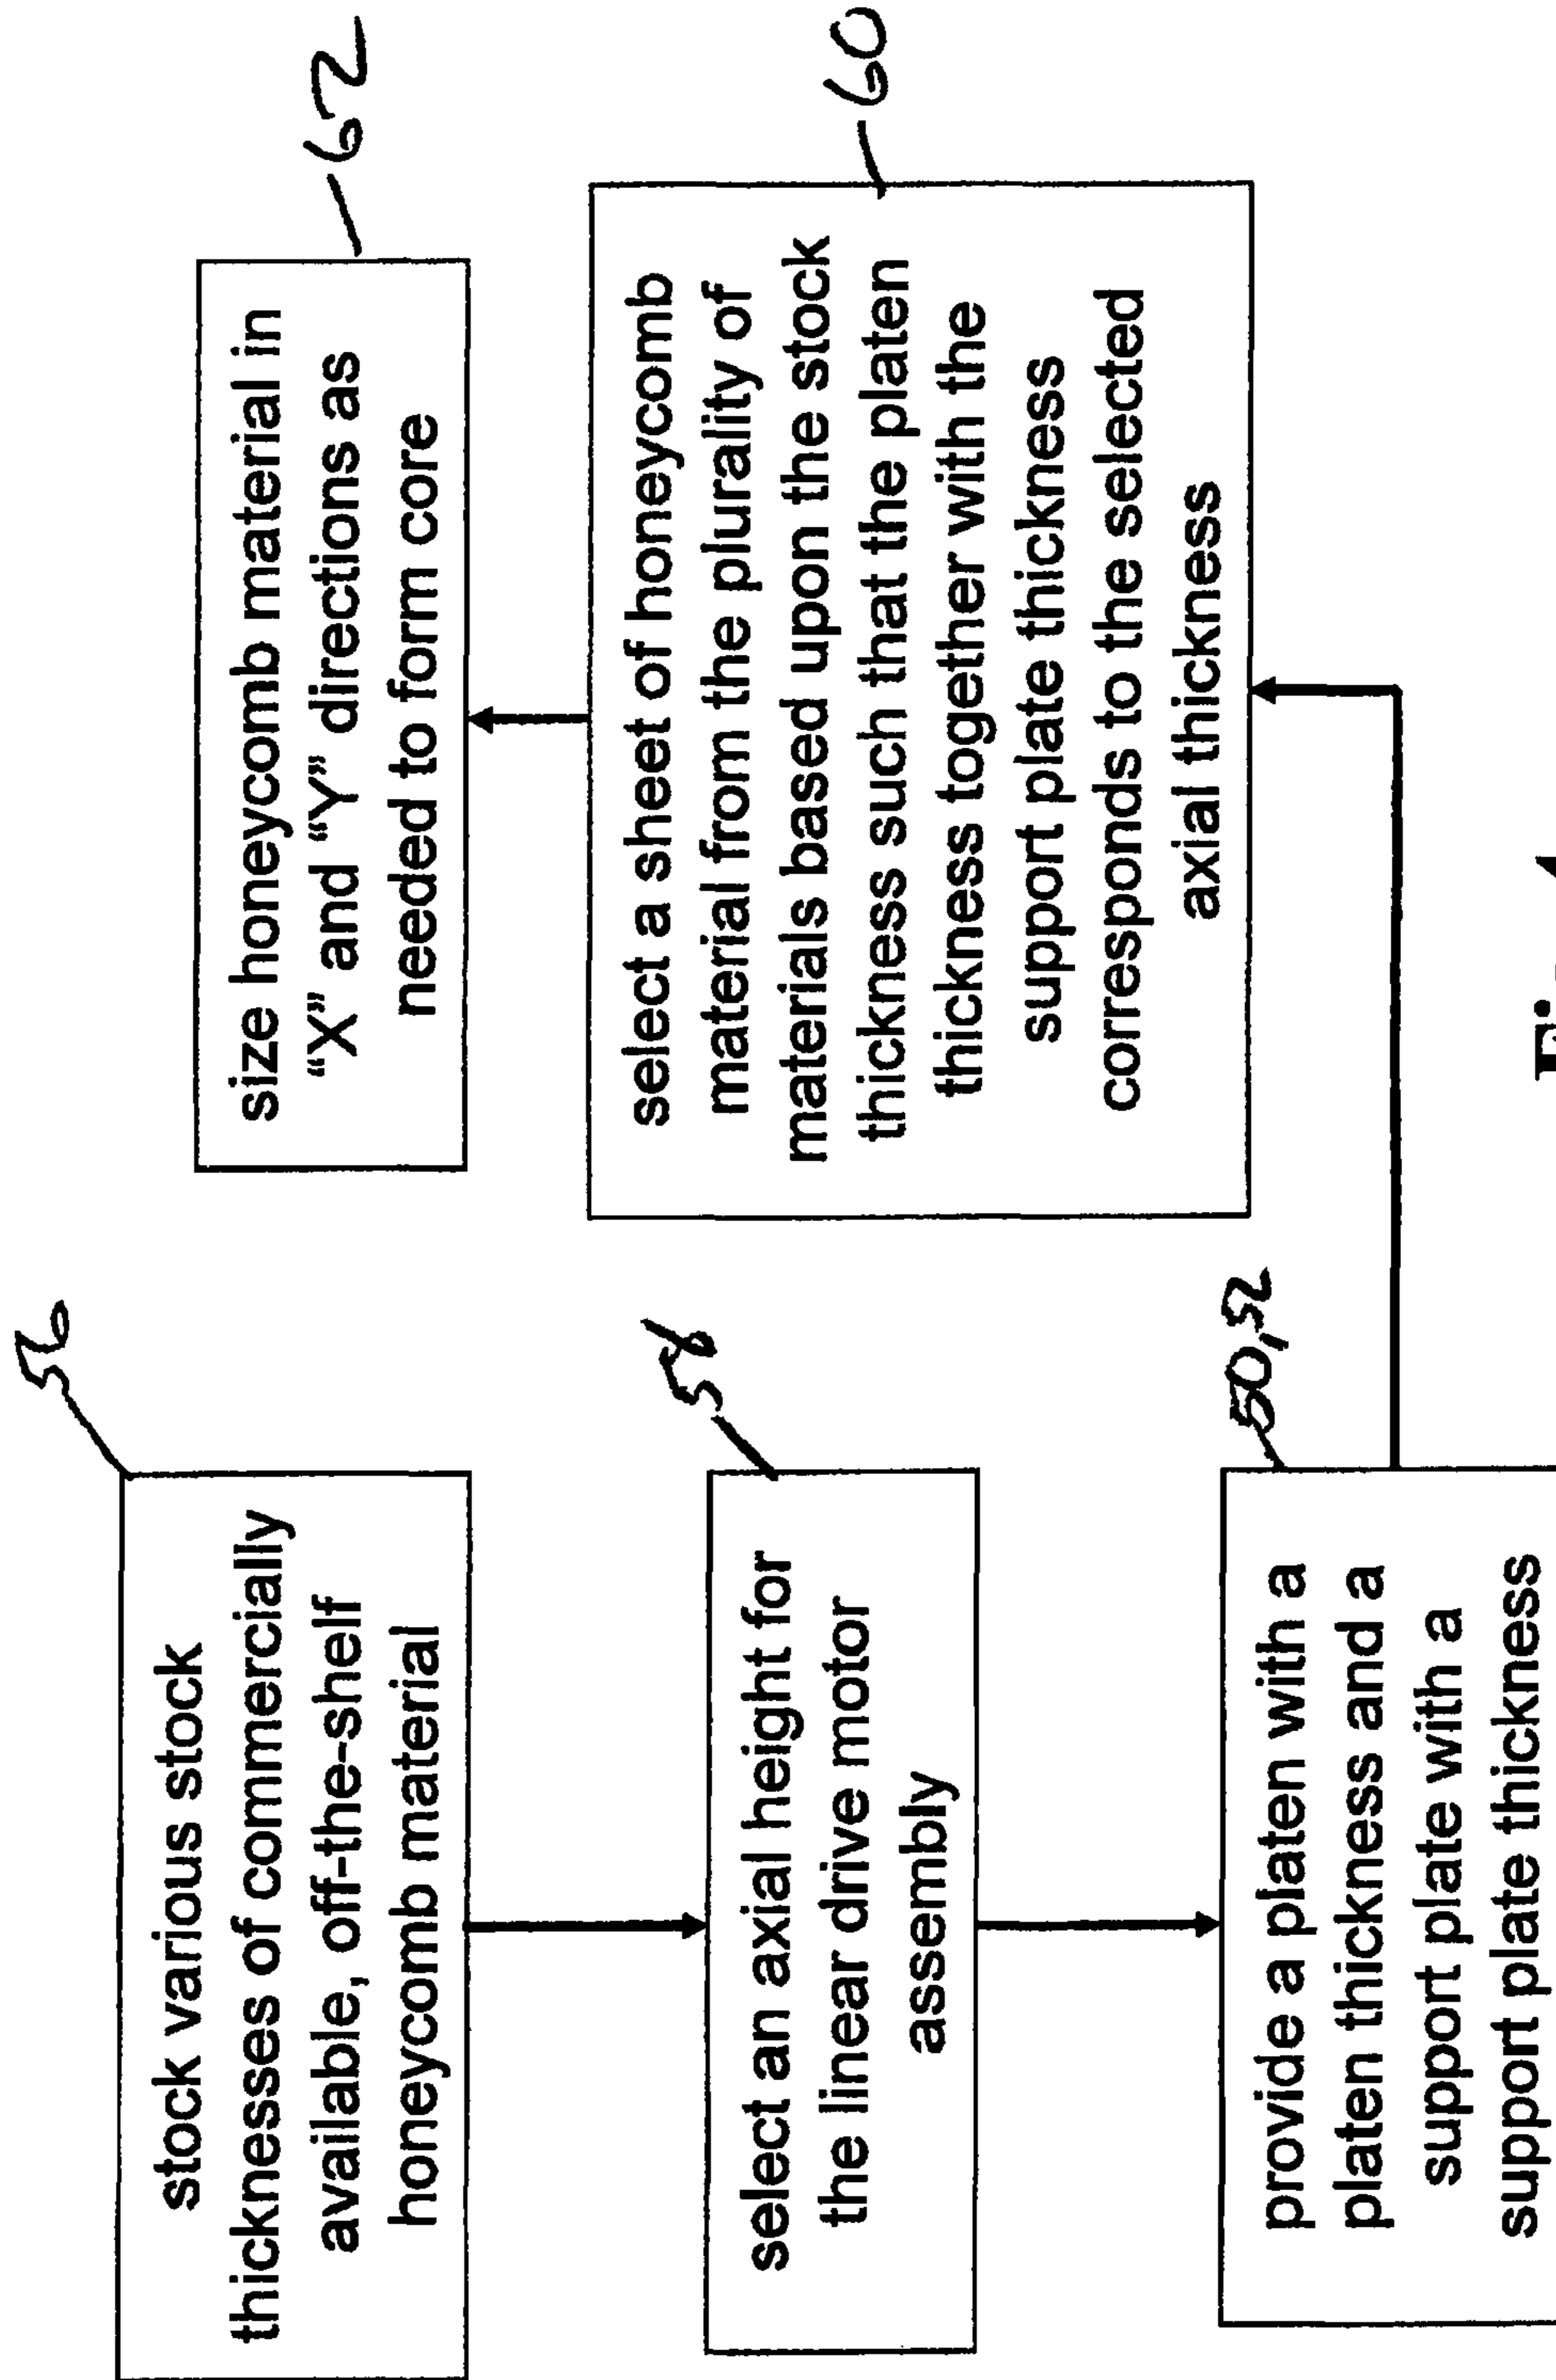 56
stock various stock
thicknesses of commercially
available, off-the-shelf
honeycomb material
58
select an axial height for
the linear drive motor
assembly
50,52
provide a platen with a
platen thickness and a
support plate with a
support plate thickness
60
select a sheet of honeycomb
material from the plurality of
materials based upon the stock
thickness such that the platen
thickness together with the
support plate thickness
corresponds to the selected
axial thickness
62
size honeycomb material in
“X” and “Y” directions as
needed to form core